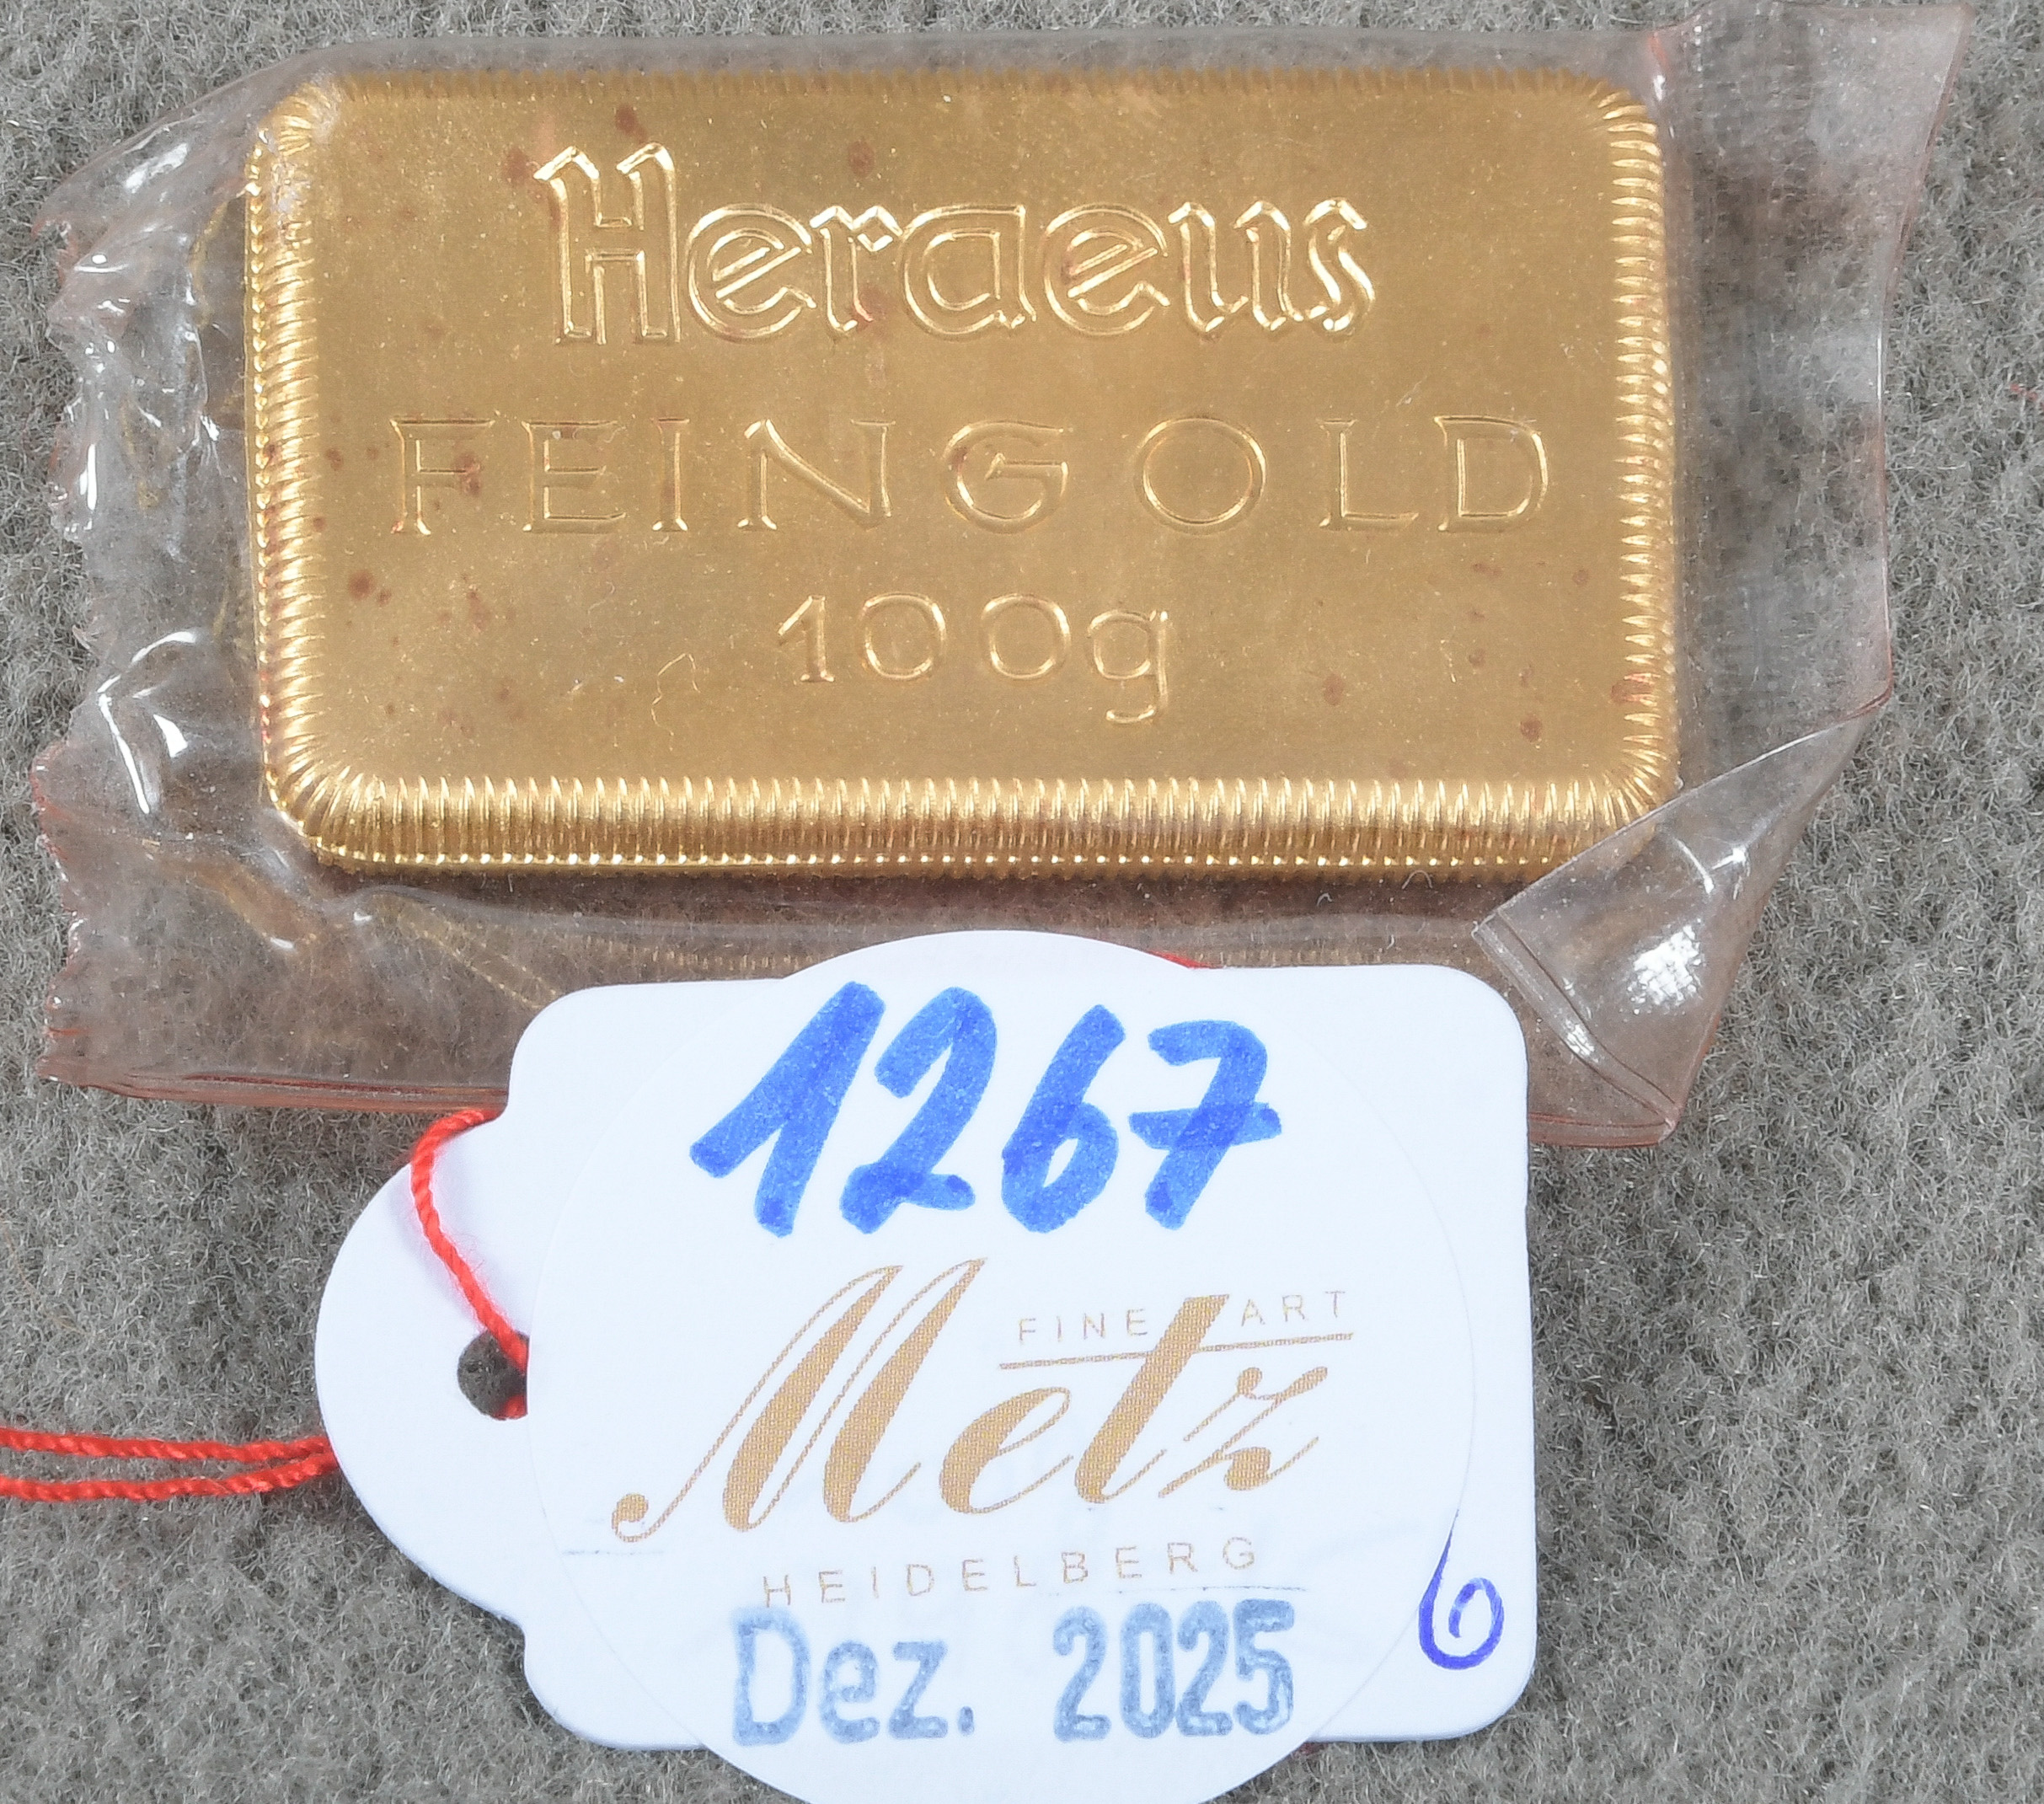 Heraeus
FEINGOLD
100g
1267
FINE ART
Metz
HEIDELBERG
Dez. 2025
6